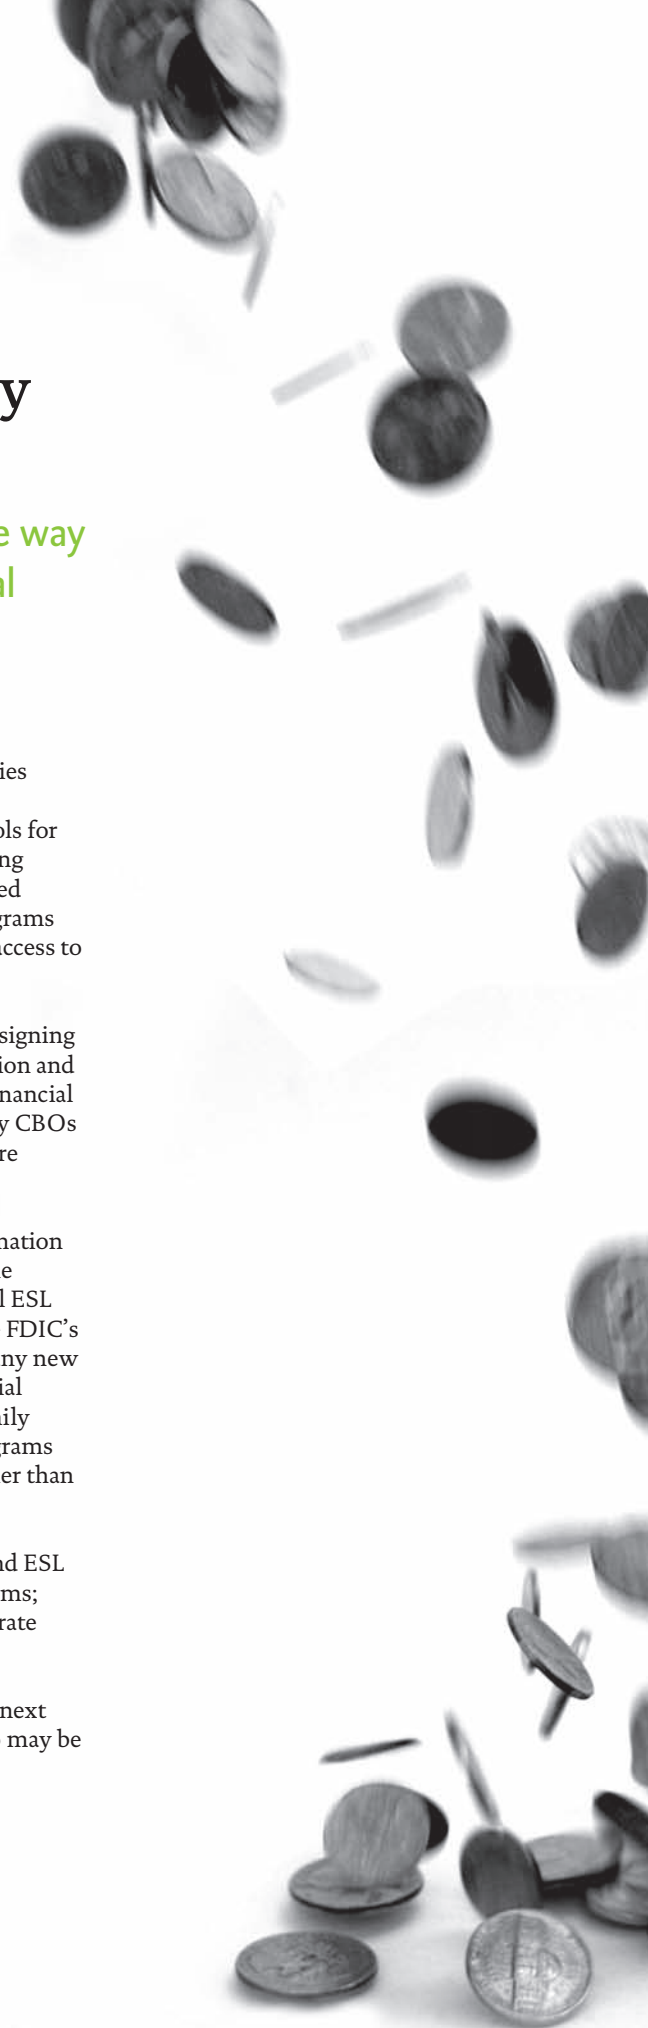 y
e way
al
ies
ols for
ng
ed
grams
access to
signing
ion and
nancial
y CBOs
re
nation
e
l ESL
FDIC's
ny new
ial
ily
grams
er than
nd ESL
ms;
rate
next
may be